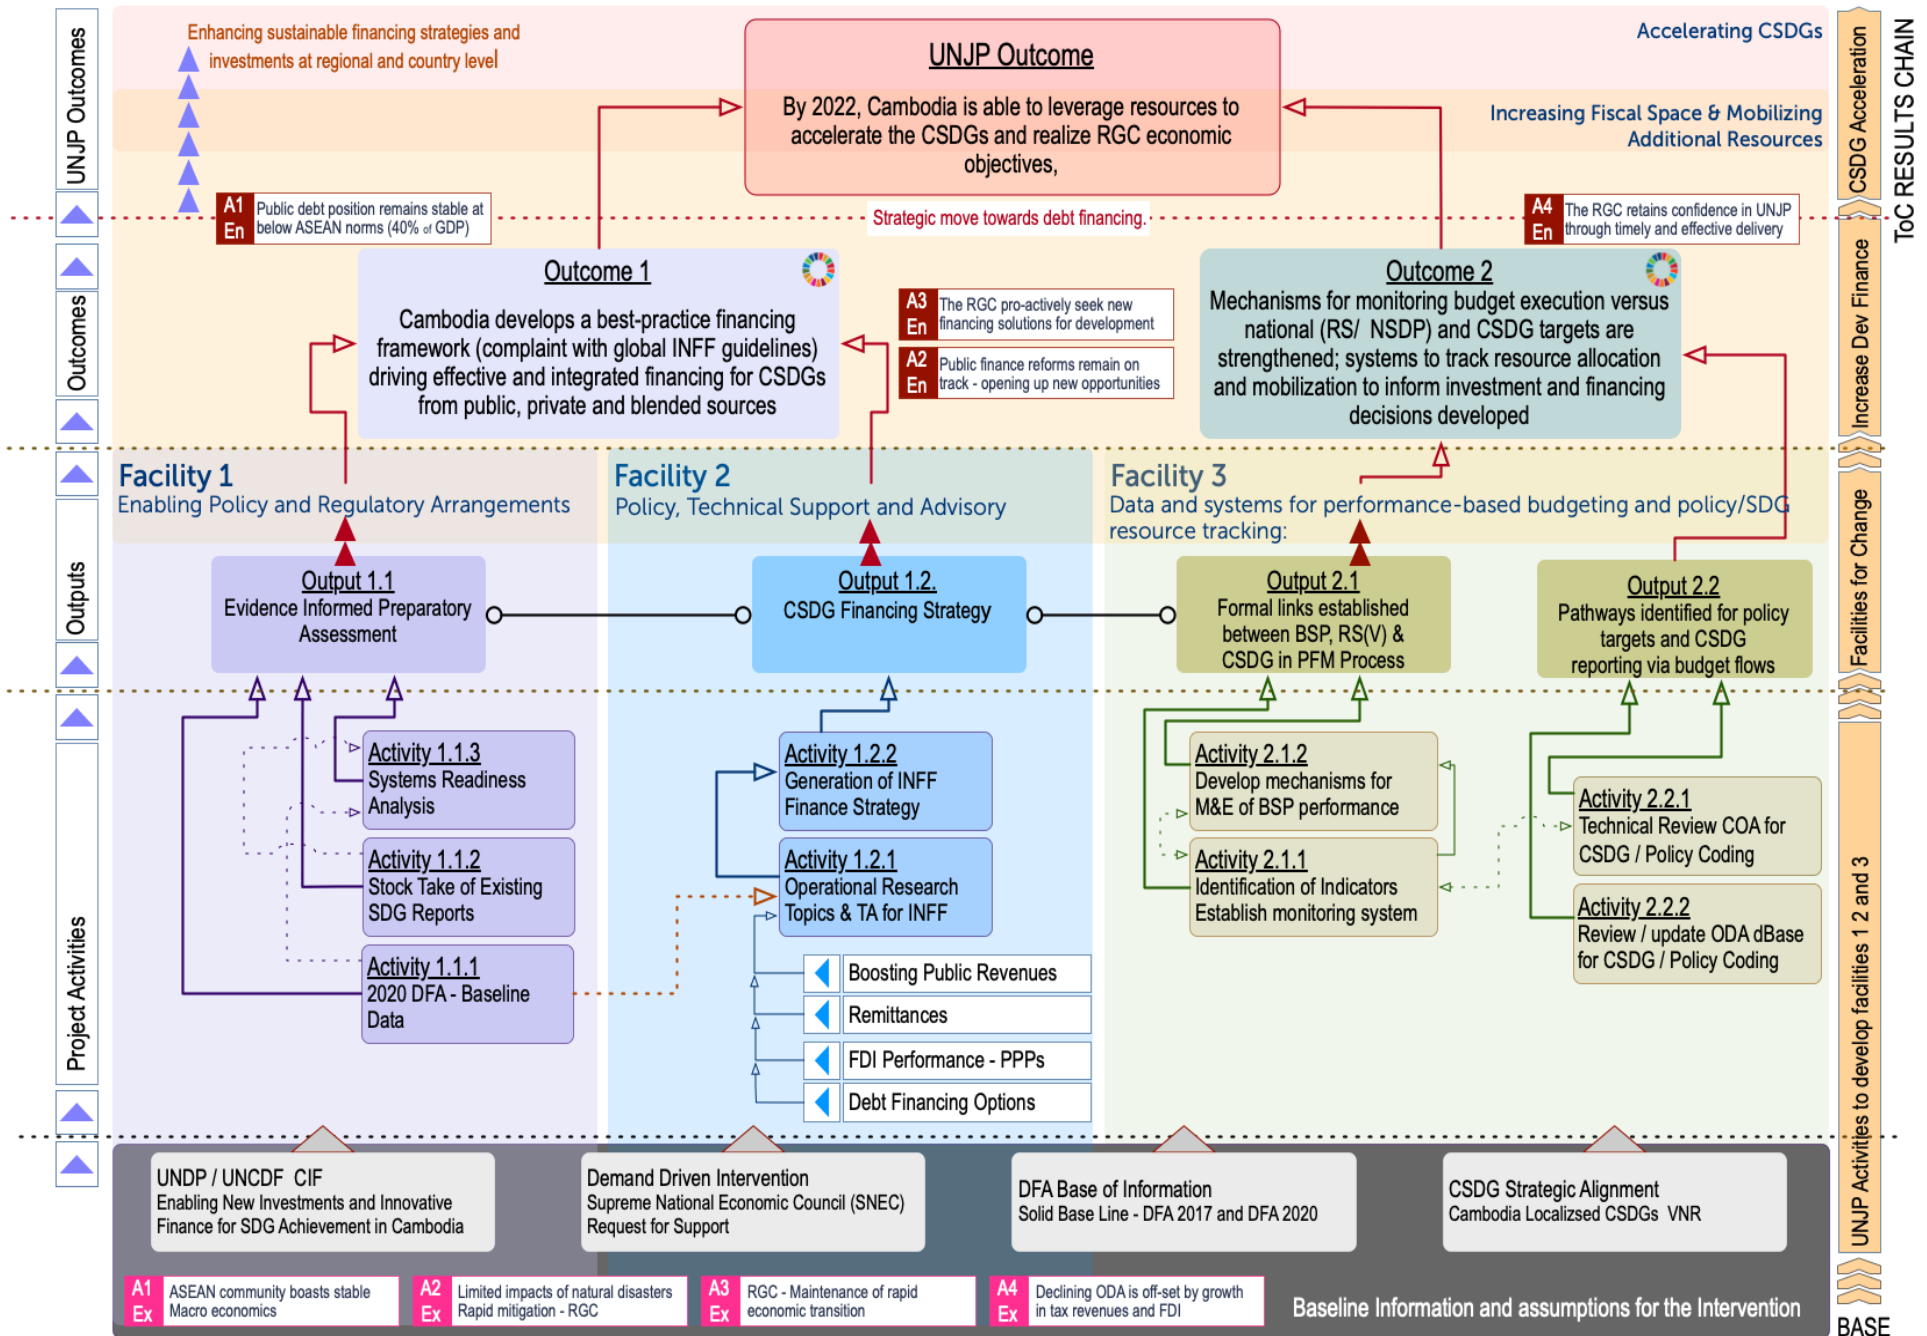 Enhancing sustainable financing strategies and
investments at regional and country level
UNJP Outcome
By 2022, Cambodia is able to leverage resources to
accelerate the CSDGs and realize RGC economic
objectives,
Accelerating CSDGs
Increasing Fiscal Space & Mobilizing
Additional Resources
UNJP Outcomes
CSDG Acceleration
ToC RESULTS CHAIN
A1
En
Public debt position remains stable at
below ASEAN norms (40% of GDP)
Strategic move towards debt financing.
A4
En
The RGC retains confidence in UNJP
through timely and effective delivery
Outcomes
Increase Dev Finance
Outcome 1
Cambodia develops a best-practice financing
framework (complaint with global INFF guidelines)
driving effective and integrated financing for CSDGs
from public, private and blended sources
A3
En
The RGC pro-actively seek new
financing solutions for development
A2
En
Public finance reforms remain on
track - opening up new opportunities
Outcome 2
Mechanisms for monitoring budget execution versus
national (RS/ NSDP) and CSDG targets are
strengthened; systems to track resource allocation
and mobilization to inform investment and financing
decisions developed
Facility 1
Enabling Policy and Regulatory Arrangements
Facility 2
Policy, Technical Support and Advisory
Facility 3
Data and systems for performance-based budgeting and policy/SDG
resource tracking:
Outputs
Facilities for Change
Output 1.1
Evidence Informed Preparatory
Assessment
Output 1.2.
CSDG Financing Strategy
Output 2.1
Formal links established
between BSP, RS(V) &
CSDG in PFM Process
Output 2.2
Pathways identified for policy
targets and CSDG
reporting via budget flows
Project Activities
UNJP Activities to develop facilities 1 2 and 3
Activity 1.1.3
Systems Readiness
Analysis
Activity 1.1.2
Stock Take of Existing
SDG Reports
Activity 1.1.1
2020 DFA - Baseline
Data
Activity 1.2.2
Generation of INFF
Finance Strategy
Activity 1.2.1
Operational Research
Topics & TA for INFF
Boosting Public Revenues
Remittances
FDI Performance - PPPs
Debt Financing Options
Activity 2.1.2
Develop mechanisms for
M&E of BSP performance
Activity 2.1.1
Identification of Indicators
Establish monitoring system
Activity 2.2.1
Technical Review COA for
CSDG / Policy Coding
Activity 2.2.2
Review / update ODA dBase
for CSDG / Policy Coding
UNDP / UNCDF CIF
Enabling New Investments and Innovative
Finance for SDG Achievement in Cambodia
Demand Driven Intervention
Supreme National Economic Council (SNEC)
Request for Support
DFA Base of Information
Solid Base Line - DFA 2017 and DFA 2020
CSDG Strategic Alignment
Cambodia Localizsed CSDGs VNR
A1
Ex
ASEAN community boasts stable
Macro economics
A2
Ex
Limited impacts of natural disasters
Rapid mitigation - RGC
A3
Ex
RGC - Maintenance of rapid
economic transition
A4
Ex
Declining ODA is off-set by growth
in tax revenues and FDI
Baseline Information and assumptions for the Intervention
BASE